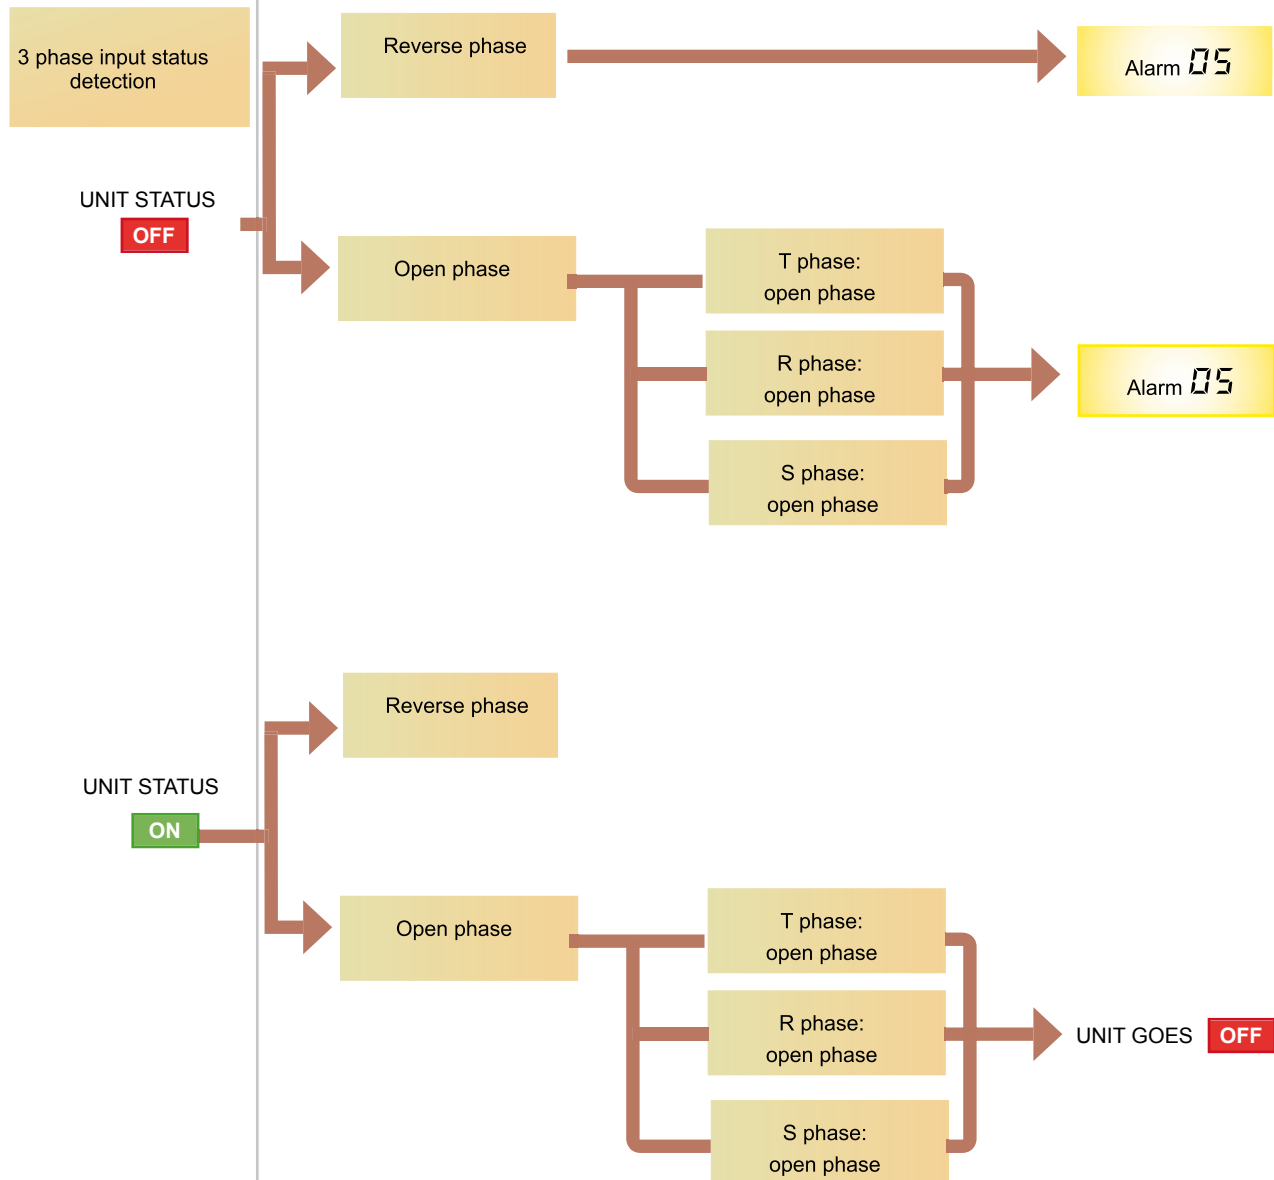 3 phase input status
detection
Reverse phase
Alarm 05
UNIT STATUS
OFF
Open phase
T phase:
open phase
R phase:
open phase
S phase:
open phase
Alarm 05
Reverse phase
UNIT STATUS
ON
Open phase
T phase:
open phase
R phase:
open phase
S phase:
open phase
UNIT GOES OFF